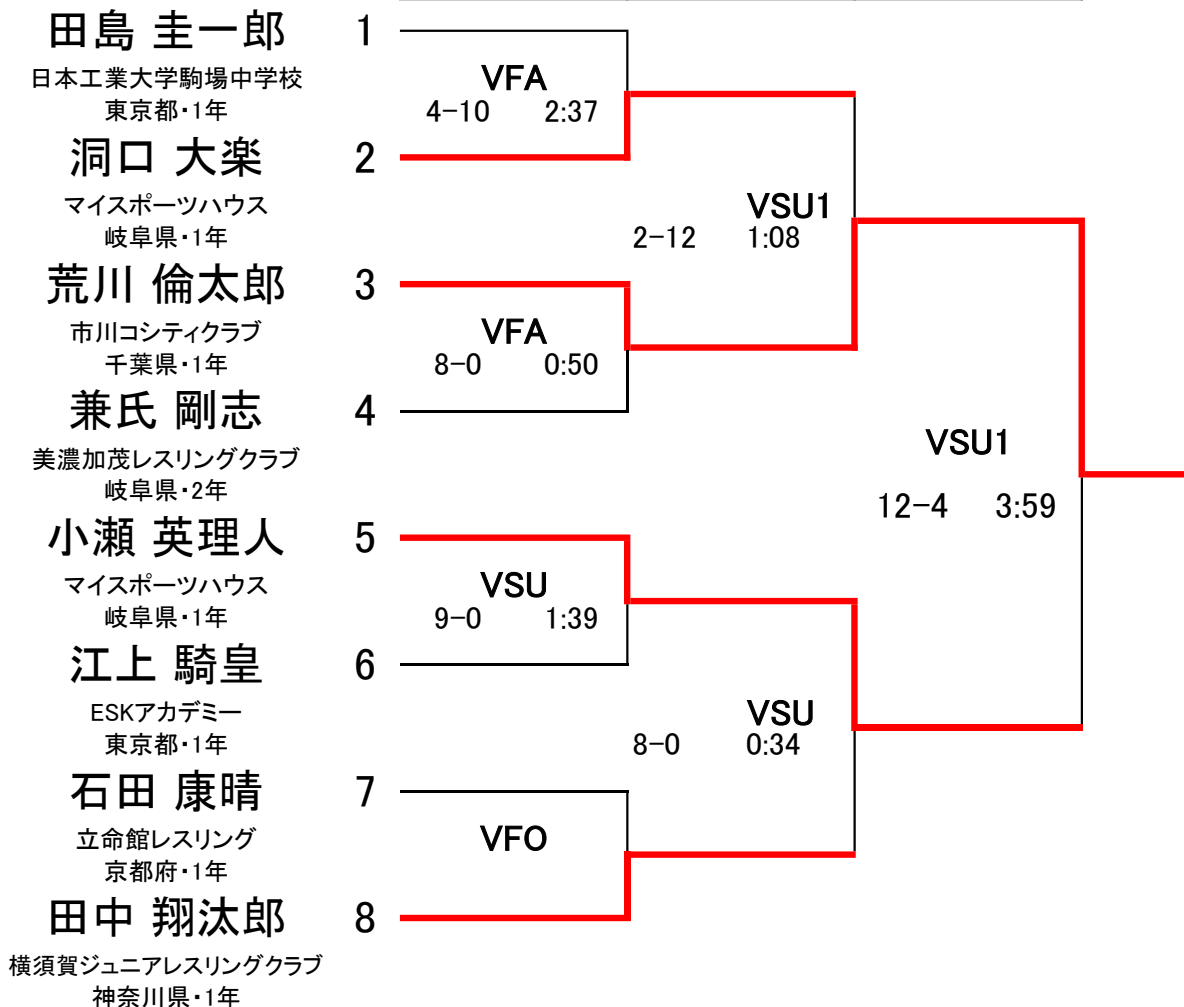 田島 圭一郎 1
日本工業大学駒場中学校
東京都・1年
VFA
4-10 2:37
洞口 大楽 2
マイスポーツハウス
岐阜県・1年
VSU1
2-12 1:08
荒川 倫太郎 3
市川コシティクラブ
千葉県・1年
VFA
8-0 0:50
兼氏 剛志 4
美濃加茂レスリングクラブ
岐阜県・2年
VSU1
12-4 3:59
小瀬 英理人 5
マイスポーツハウス
岐阜県・1年
VSU
9-0 1:39
江上 騎皇 6
ESKアカデミー
東京都・1年
VSU
8-0 0:34
石田 康晴 7
立命館レスリング
京都府・1年
VFO
田中 翔汰郎 8
横須賀ジュニアレスリングクラブ
神奈川県・1年